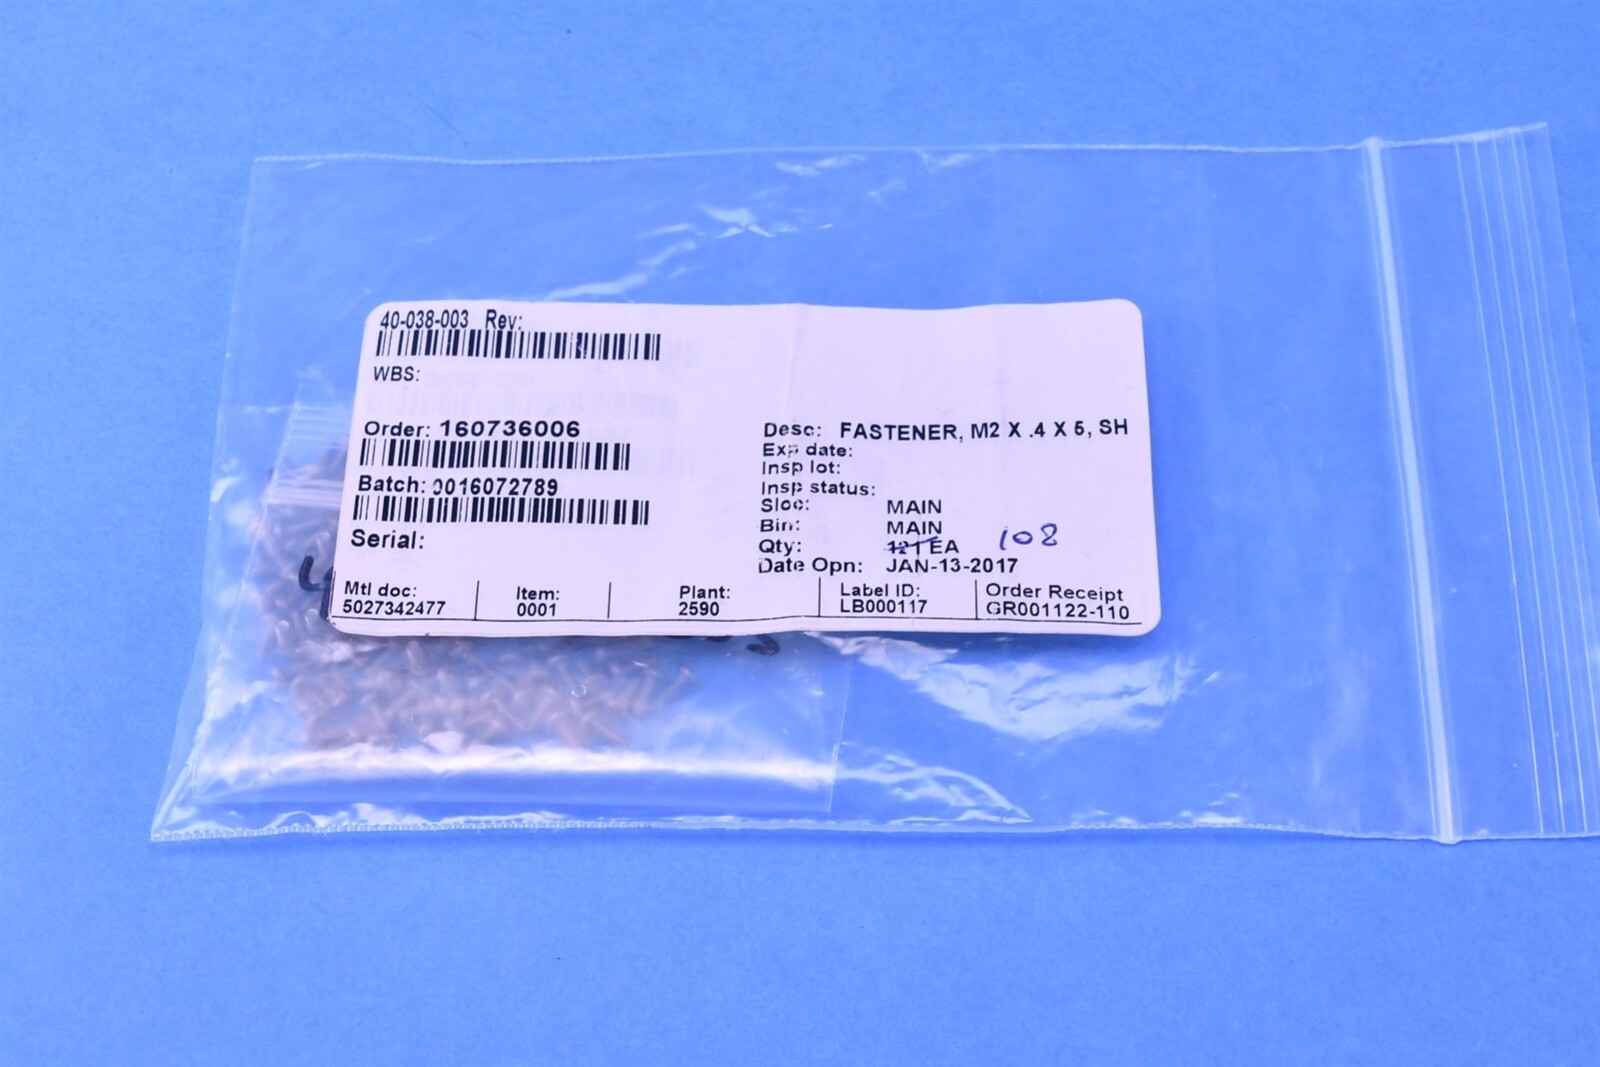 40-038-003 Rev:
WBS:
Order: 160736006
Batch: 0016072789
Serial:
Desc: FASTENER, M2 X .4 X 5, SH
Exp date:
Insp lot:
Insp status:
Sloc: MAIN
Bin: MAIN
Qty: 121 EA 108
Date Opn: JAN-13-2017
Mtl doc: Item: Plant: Label ID: Order Receipt
5027342477 0001 2590 LB000117 GR001122-110